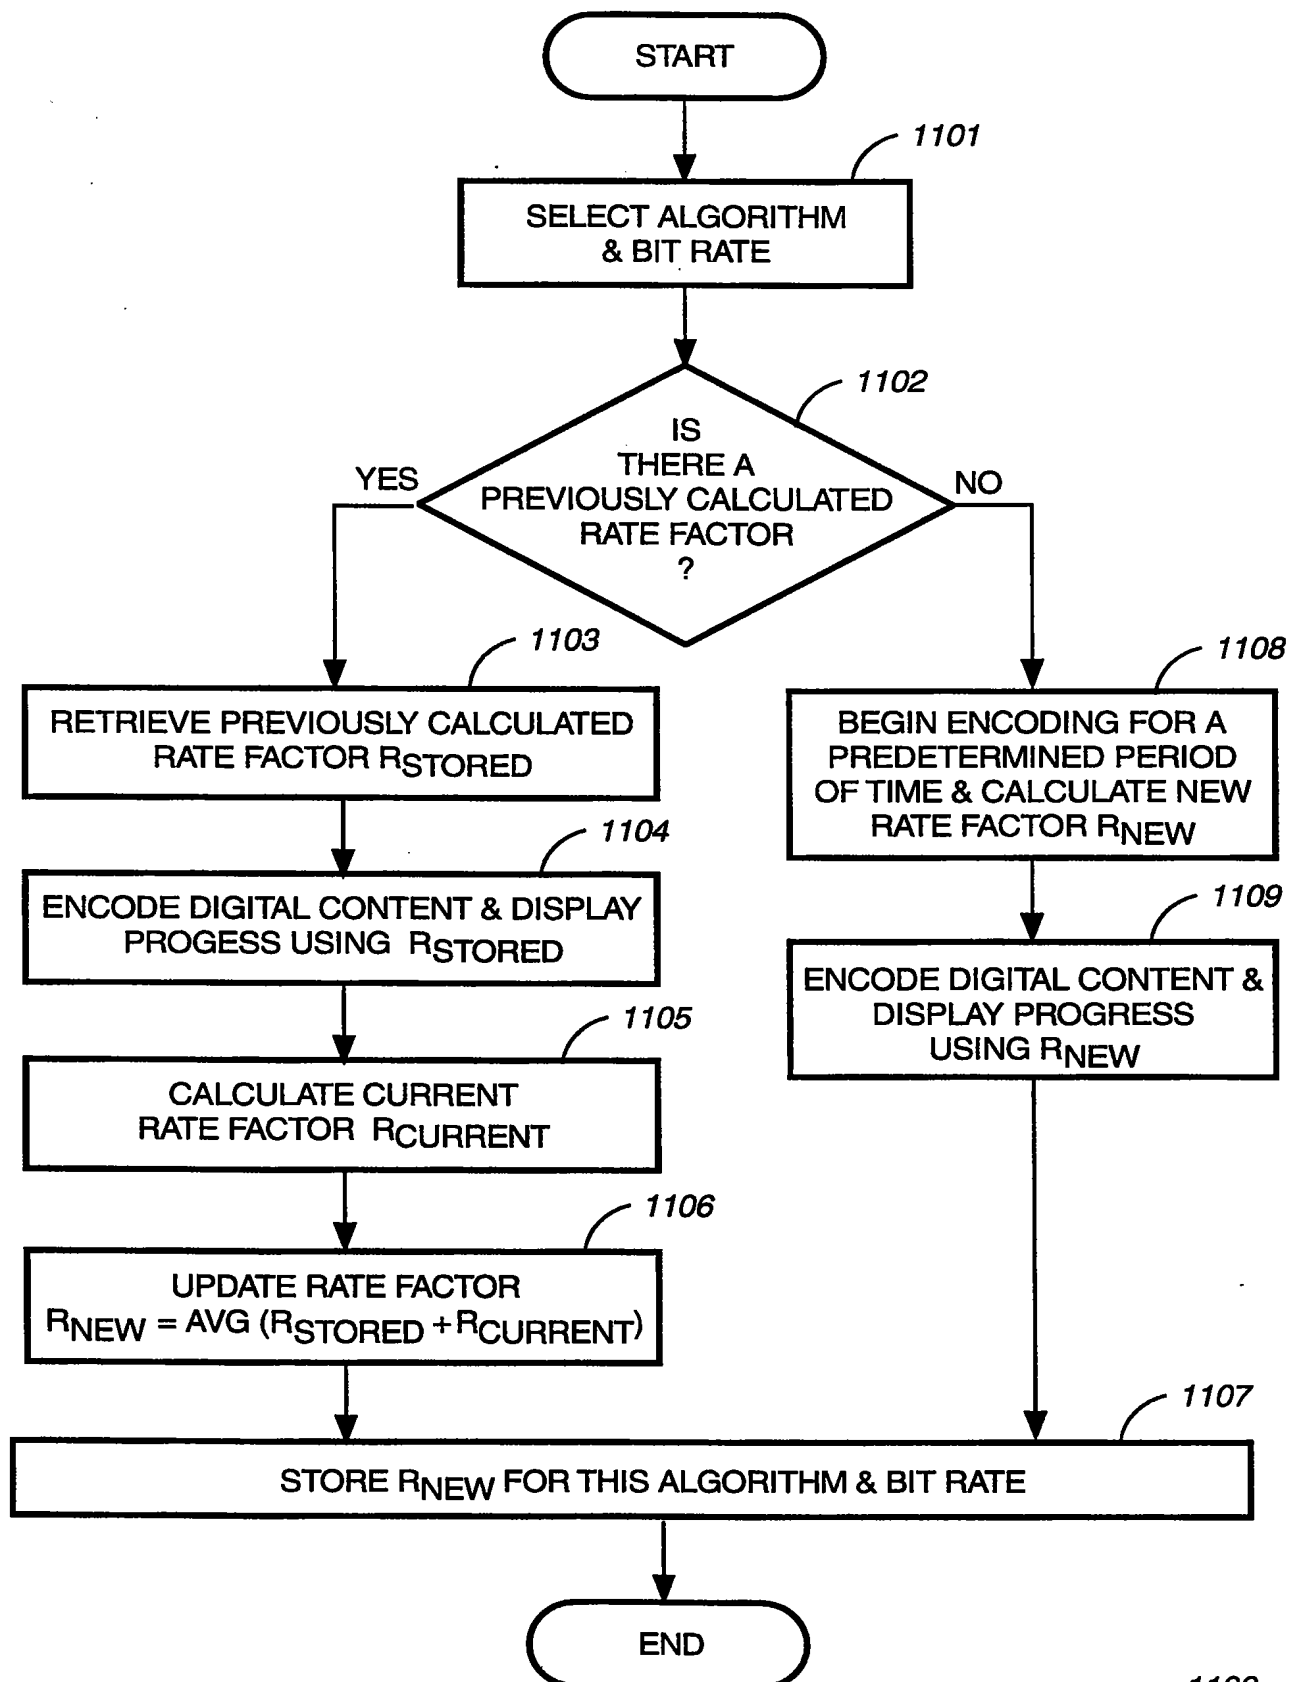 START
1101
SELECT ALGORITHM
& BIT RATE
1102
IS
THERE A
PREVIOUSLY CALCULATED
RATE FACTOR
?
YES
NO
1103
RETRIEVE PREVIOUSLY CALCULATED
RATE FACTOR RSTORED
1108
BEGIN ENCODING FOR A
PREDETERMINED PERIOD
OF TIME & CALCULATE NEW
RATE FACTOR RNEW
1104
ENCODE DIGITAL CONTENT & DISPLAY
PROGESS USING RSTORED
1109
ENCODE DIGITAL CONTENT &
DISPLAY PROGRESS
USING RNEW
1105
CALCULATE CURRENT
RATE FACTOR RCURRENT
1106
UPDATE RATE FACTOR
RNEW = AVG (RSTORED + RCURRENT)
1107
STORE RNEW FOR THIS ALGORITHM & BIT RATE
END